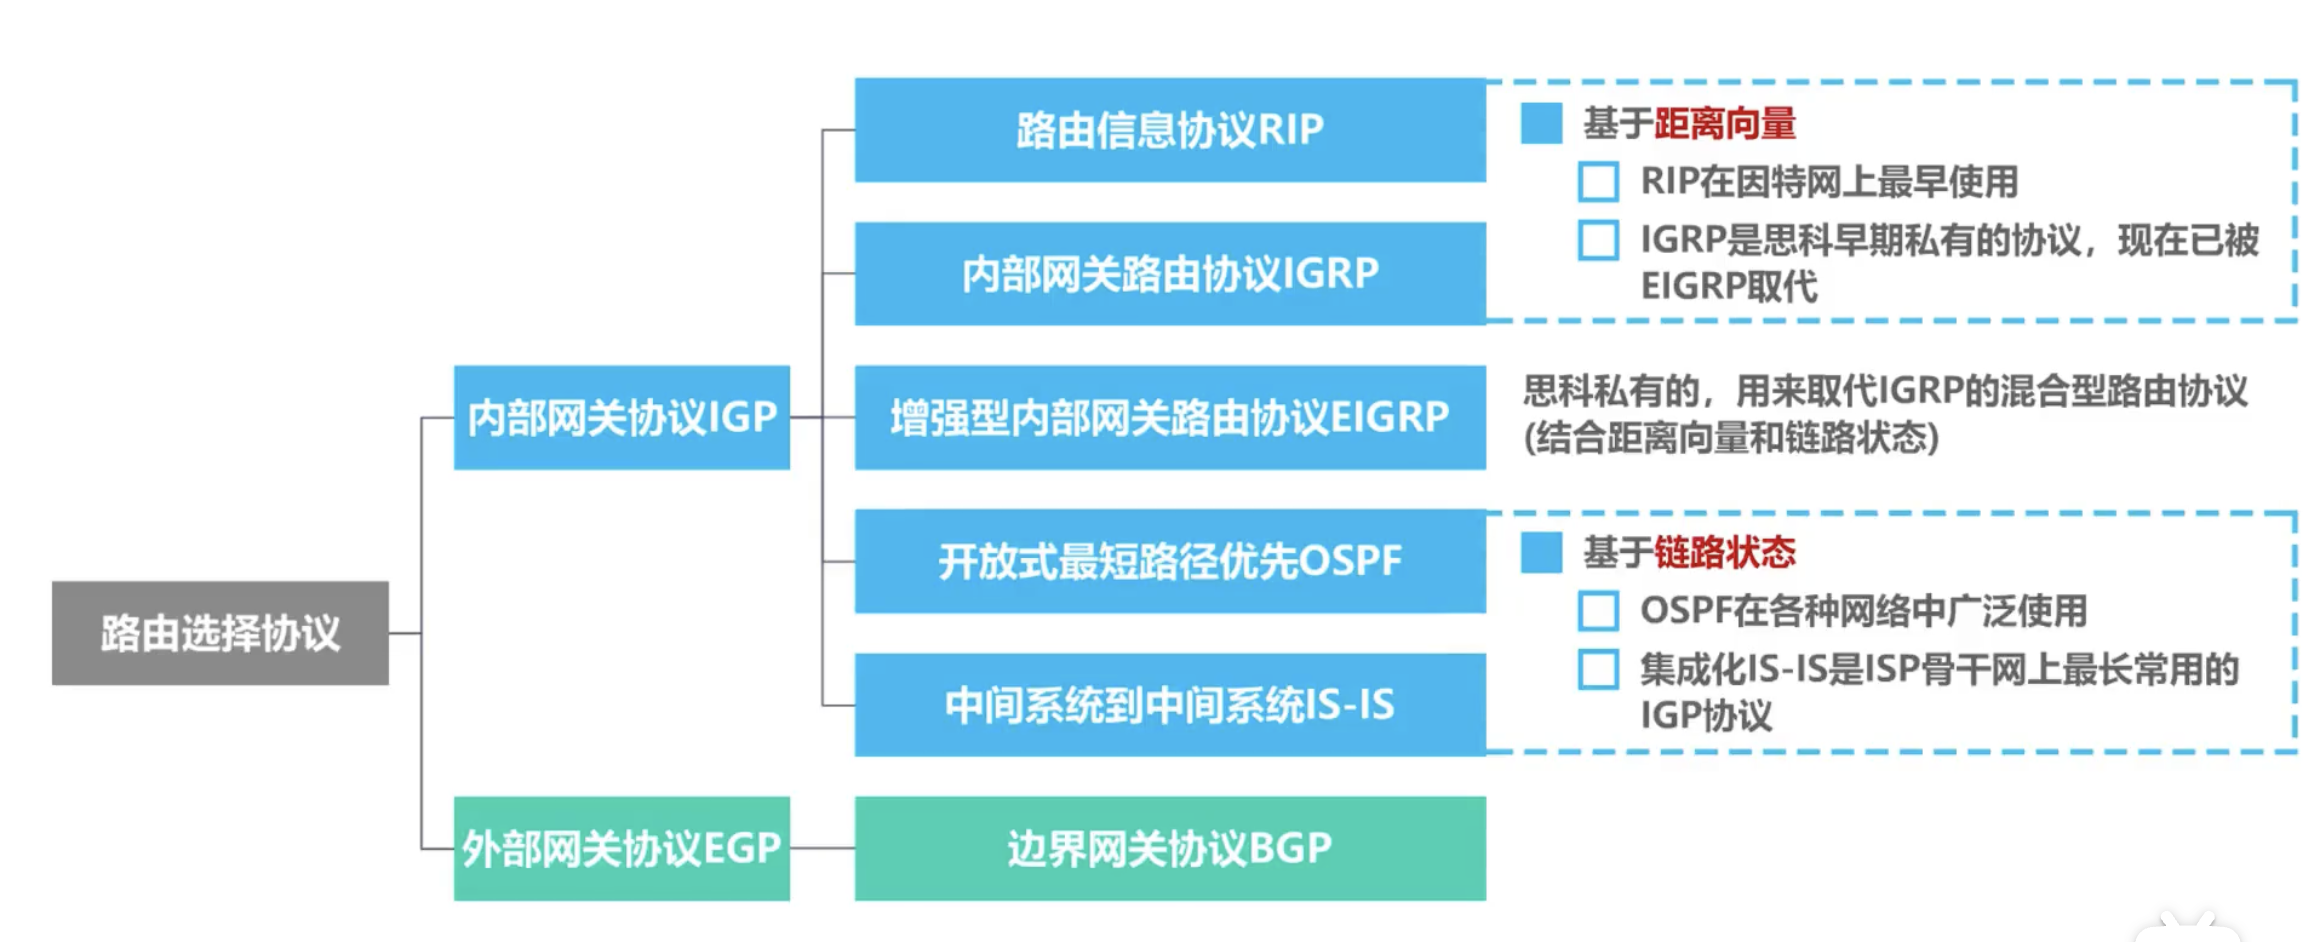 路由信息协议RIP
基于距离向量
RIP在因特网上最早使用
IGRP是思科早期私有的协议，现在已被
EIGRP取代
内部网关路由协议IGRP
内部网关协议IGP
增强型内部网关路由协议EIGRP
思科私有的，用来取代IGRP的混合型路由协议
(结合距离向量和链路状态)
开放式最短路径优先OSPF
基于链路状态
OSPF在各种网络中广泛使用
集成化IS-IS是ISP骨干网上最长常用的
IGP协议
路由选择协议
中间系统到中间系统IS-IS
外部网关协议EGP
边界网关协议BGP